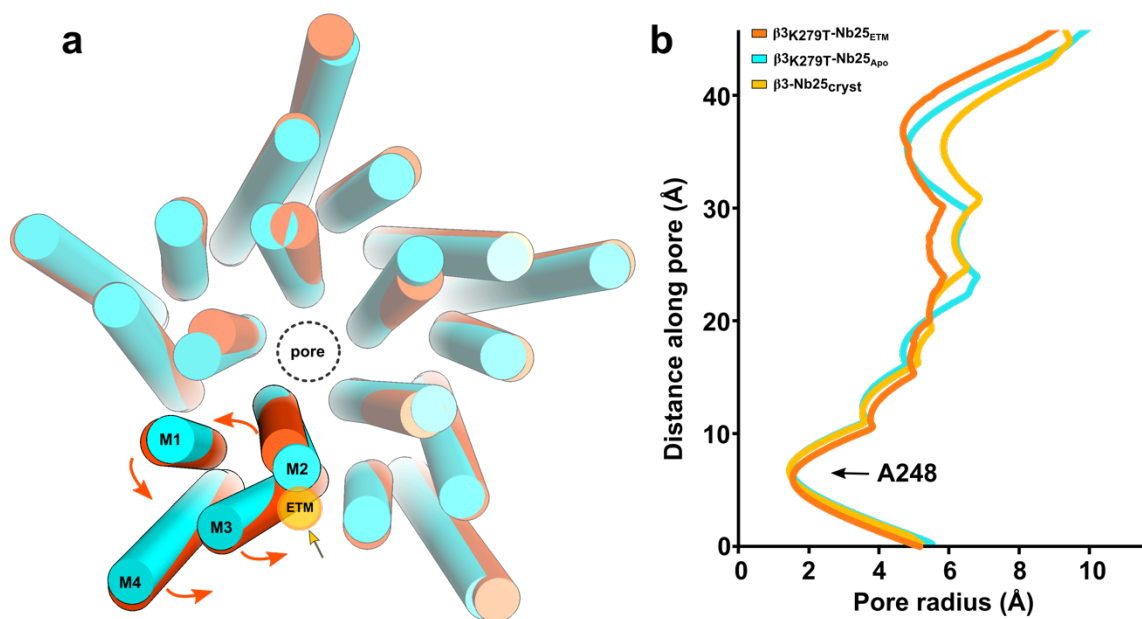 a
pore
M1
M2
ETM
M3
M4
b
β3K279T-Nb25ETM
β3K279T-Nb25Apo
β3-Nb25cryst
Distance along pore (Å)
40
30
20
10
0
A248
0 2 4 6 8 10
Pore radius (Å)